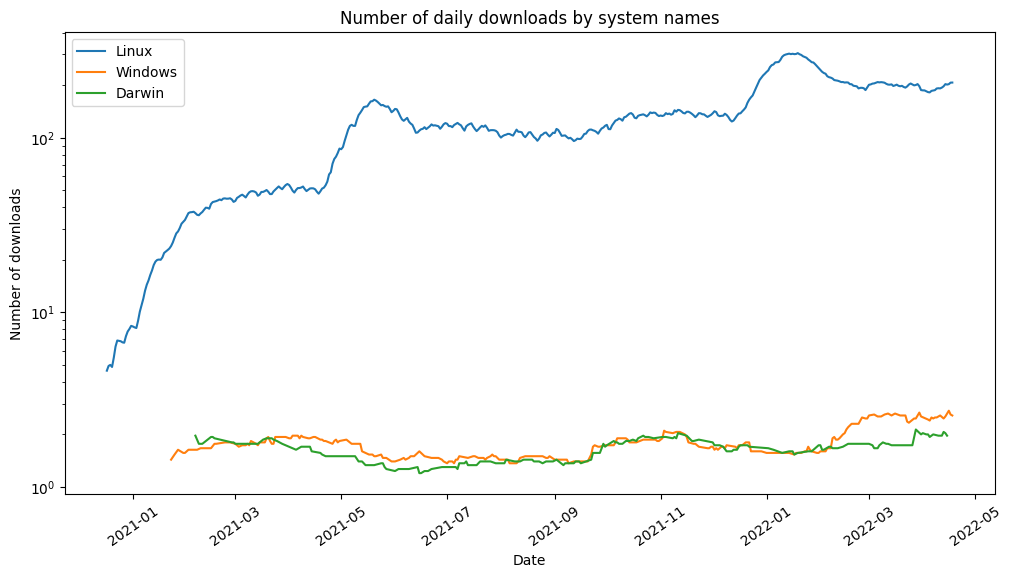 Number of daily downloads by system names
Linux
Windows
Darwin
Number of downloads
10²
10¹
10⁰
2021-01
2021-03
2021-05
2021-07
2021-09
2021-11
2022-01
2022-03
2022-05
Date